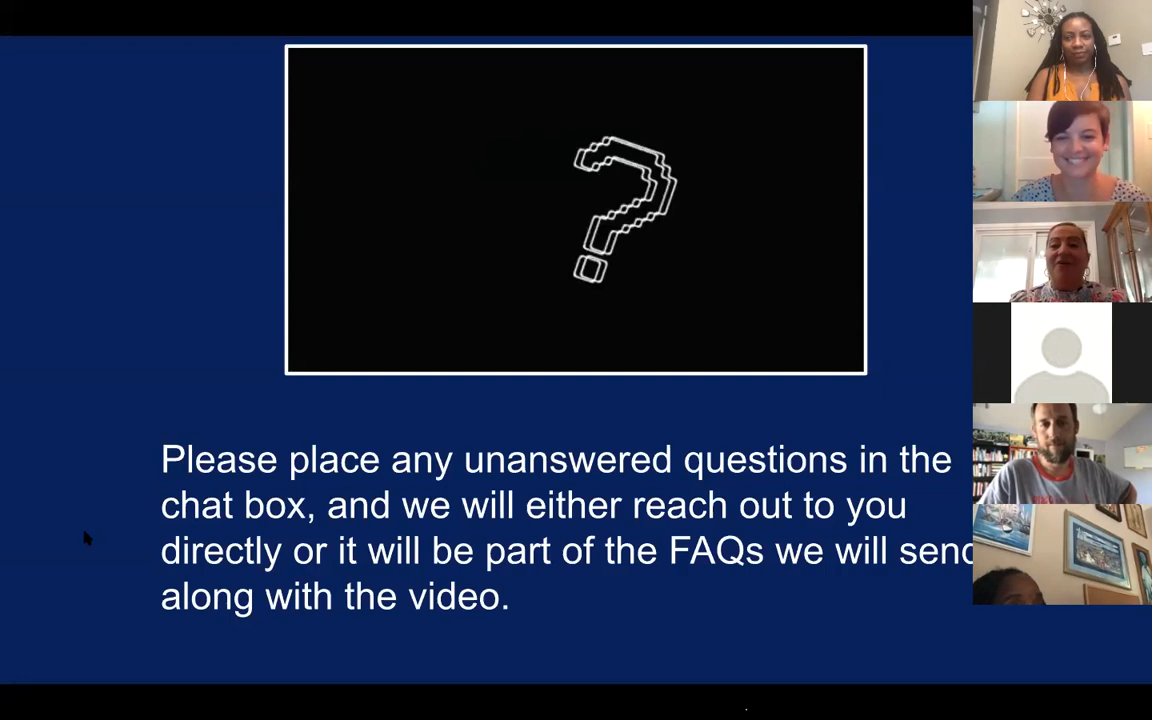 ?
Please place any unanswered questions in the
chat box, and we will either reach out to you
directly or it will be part of the FAQs we will send
along with the video.